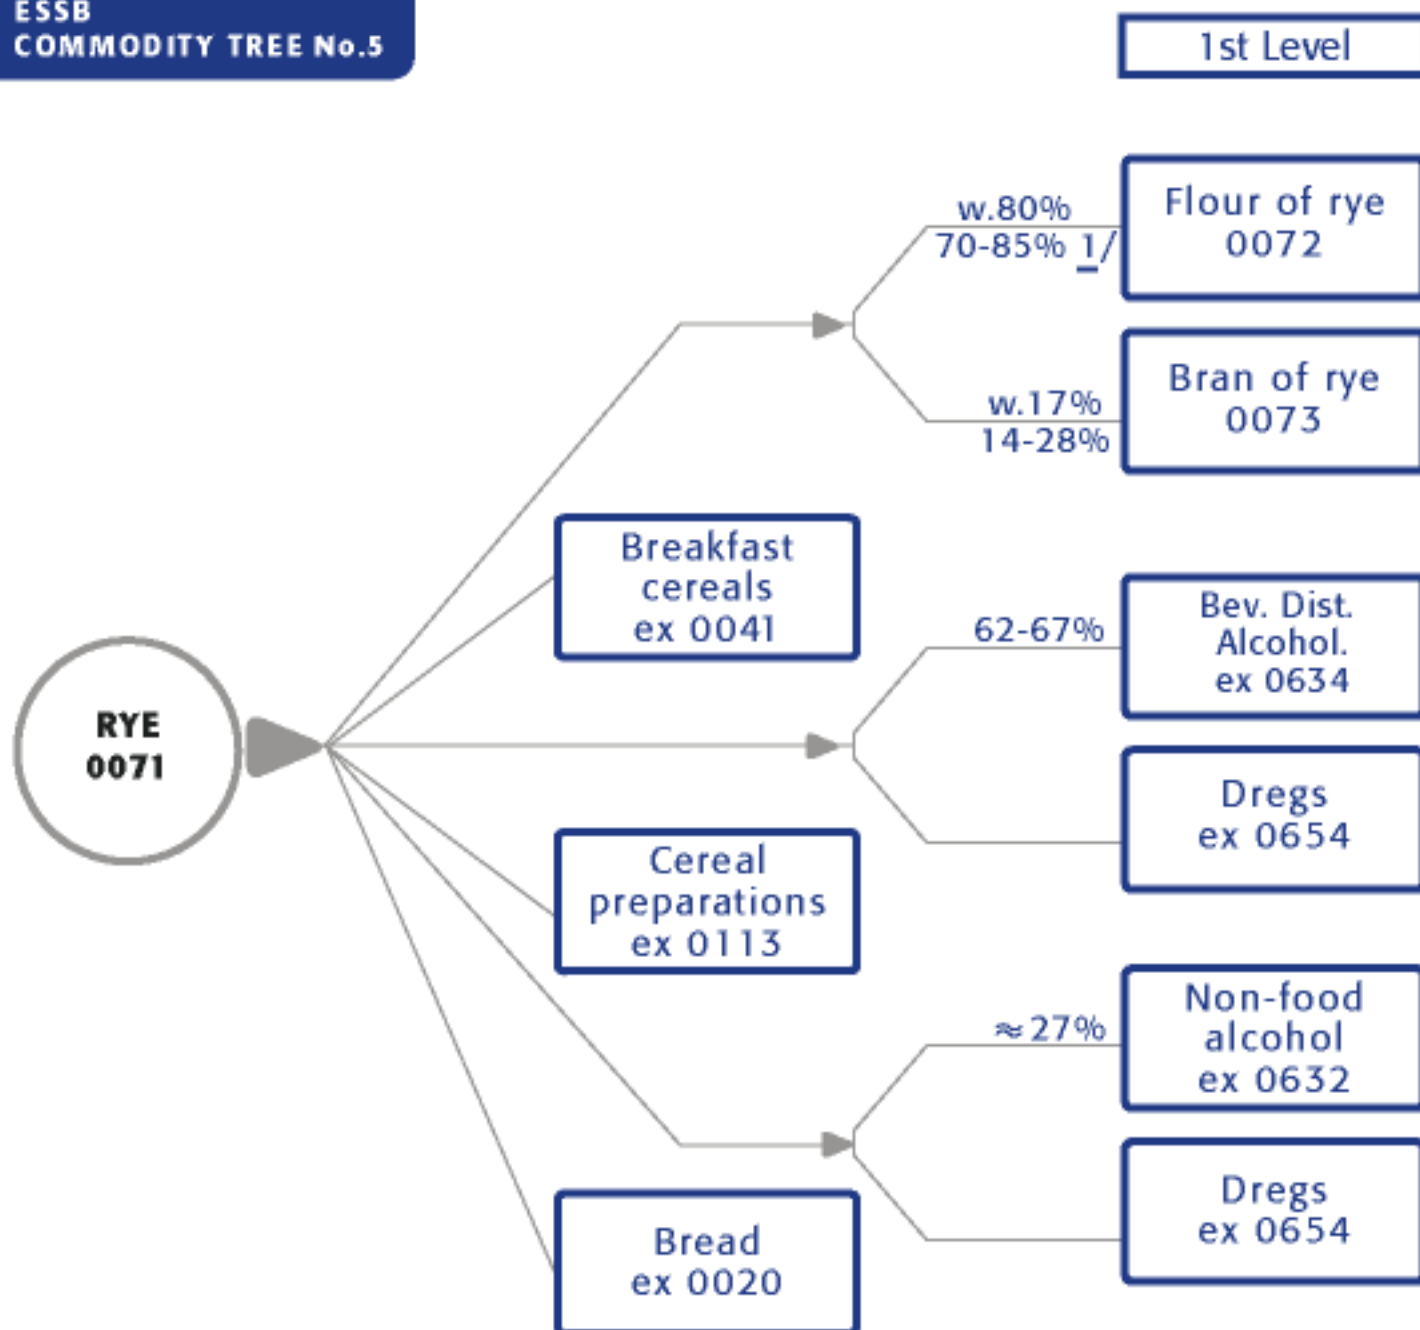 ESSB
COMMODITY TREE No.5
1st Level
w.80%
70-85% 1/
Flour of rye
0072
w.17%
14-28%
Bran of rye
0073
Breakfast
cereals
ex 0041
62-67%
Bev. Dist.
Alcohol.
ex 0634
RYE
0071
Dregs
ex 0654
Cereal
preparations
ex 0113
≈27%
Non-food
alcohol
ex 0632
Dregs
ex 0654
Bread
ex 0020